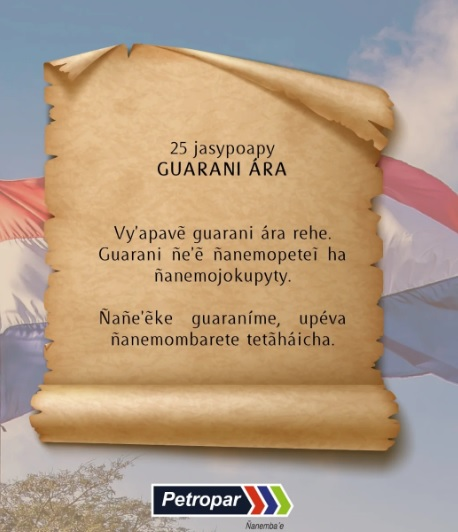 25 jasypoapy
GUARANI ÁRA
Vy'apavẽ guarani ára rehe.
Guarani ñe'ẽ ñanemopeteĩ ha
ñanemojokupyty.
Ñañe'ẽke guaraníme, upéva
ñanemombarete tetãháicha.
Petropar
Ñanemba'e